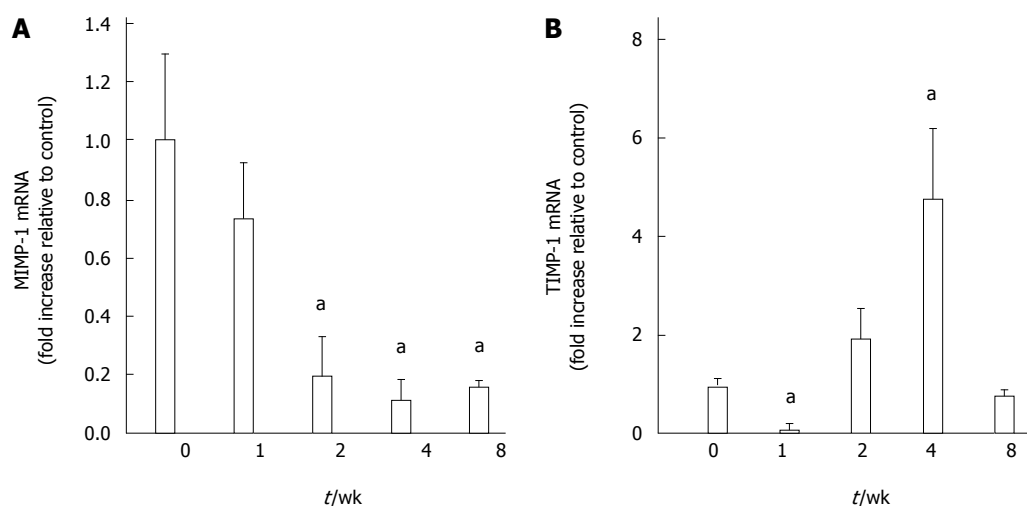 A
MIMP-1 mRNA
(fold increase relative to control)
1.4
1.2
1.0
0.8
0.6
0.4
0.2
0.0
a
a
a
0 1 2 4 8
t/wk
B
TIMP-1 mRNA
(fold increase relative to control)
8
6
4
2
0
a
a
0 1 2 4 8
t/wk